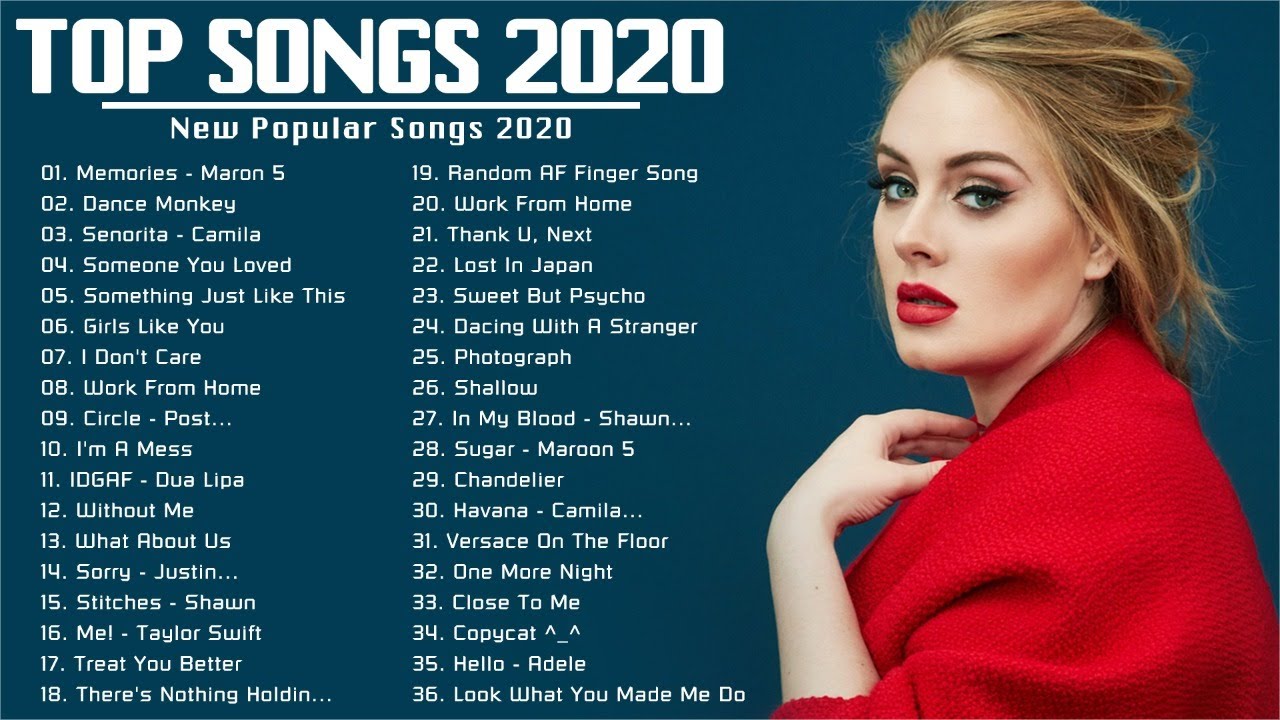 TOP SONGS 2020
New Popular Songs 2020
01. Memories - Maron 5
02. Dance Monkey
03. Senorita - Camila
04. Someone You Loved
05. Something Just Like This
06. Girls Like You
07. I Don't Care
08. Work From Home
09. Circle - Post...
10. I'm A Mess
11. IDGAF - Dua Lipa
12. Without Me
13. What About Us
14. Sorry - Justin...
15. Stitches - Shawn
16. Me! - Taylor Swift
17. Treat You Better
18. There's Nothing Holdin...
19. Random AF Finger Song
20. Work From Home
21. Thank U, Next
22. Lost In Japan
23. Sweet But Psycho
24. Dacing With A Stranger
25. Photograph
26. Shallow
27. In My Blood - Shawn...
28. Sugar - Maroon 5
29. Chandelier
30. Havana - Camila...
31. Versace On The Floor
32. One More Night
33. Close To Me
34. Copycat ^_^
35. Hello - Adele
36. Look What You Made Me Do